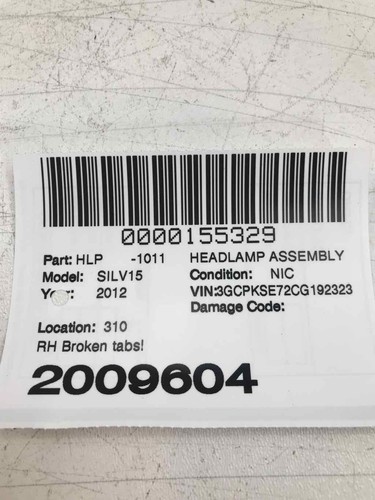 0000155329
Part: HLP -1011 HEADLAMP ASSEMBLY
Model: SILV15 Condition: NIC
Year: 2012 VIN:3GCPKSE72CG192323
Damage Code:
Location: 310
RH Broken tabs!
2009604